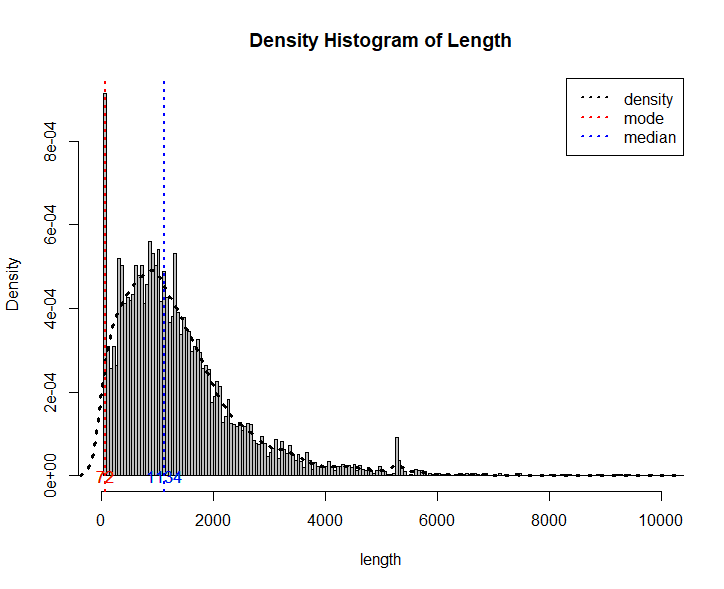 Density Histogram of Length
density
mode
median
Density
8e-04
6e-04
4e-04
2e-04
0e+00
72
1134
0
2000
4000
6000
8000
10000
length